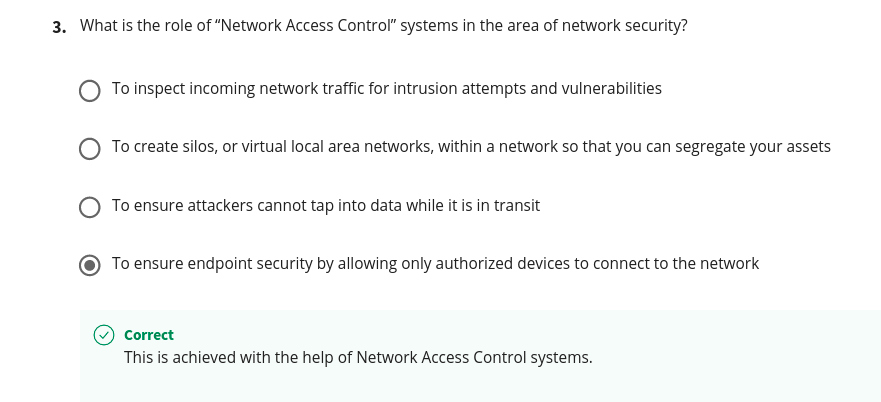 3. What is the role of “Network Access Control” systems in the area of network security?
To inspect incoming network traffic for intrusion attempts and vulnerabilities
To create silos, or virtual local area networks, within a network so that you can segregate your assets
To ensure attackers cannot tap into data while it is in transit
To ensure endpoint security by allowing only authorized devices to connect to the network
Correct
This is achieved with the help of Network Access Control systems.